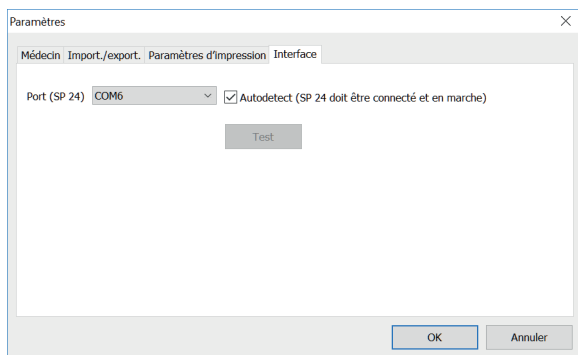 Paramètres
Médecin Import./export. Paramètres d'impression Interface
Port (SP 24) COM6 Autodetect (SP 24 doit être connecté et en marche)
Test
OK Annuler